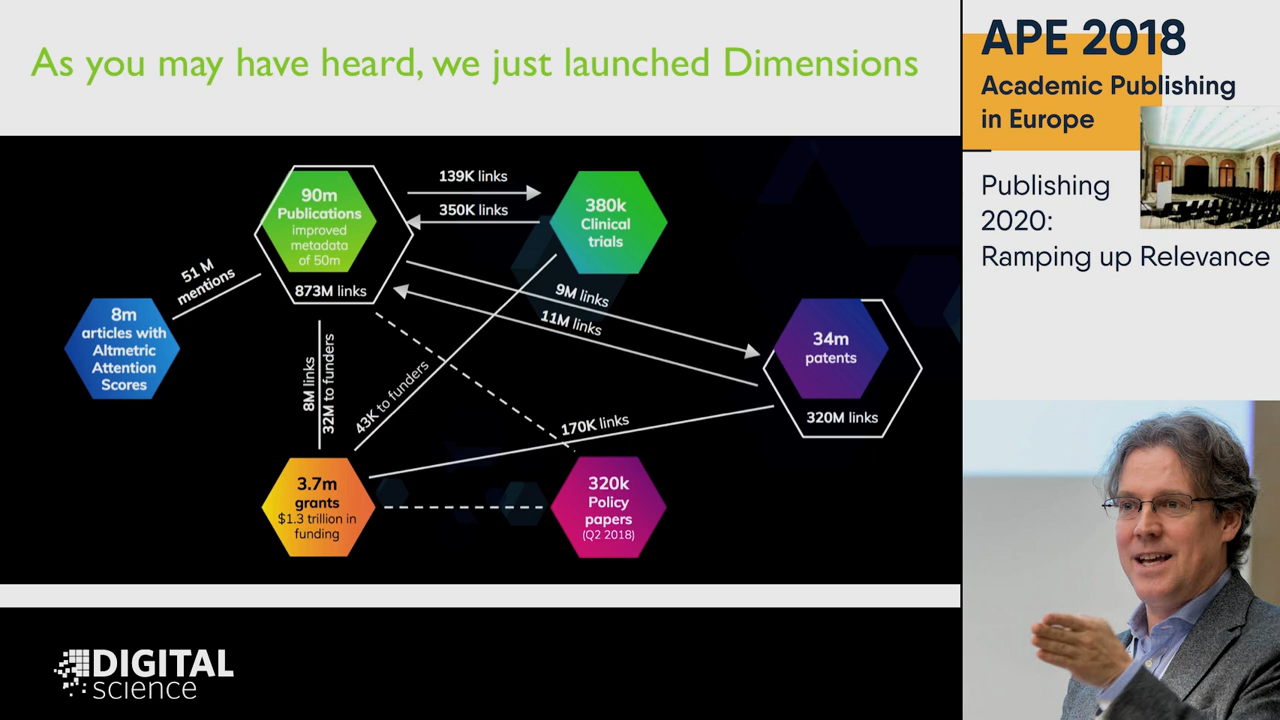 As you may have heard, we just launched Dimensions
90m
Publications
improved
metadata
of 50m
873M links
139K links
350K links
380k
Clinical
trials
51 M
mentions
8m
articles with
Altmetric
Attention
Scores
9M links
11M links
34m
patents
320M links
8M links
32M to funders
43K to funders
170K links
3.7m
grants
$1.3 trillion in
funding
320k
Policy
papers
(Q2 2018)
DIGITAL
science
APE 2018
Academic Publishing
in Europe
Publishing
2020:
Ramping up Relevance